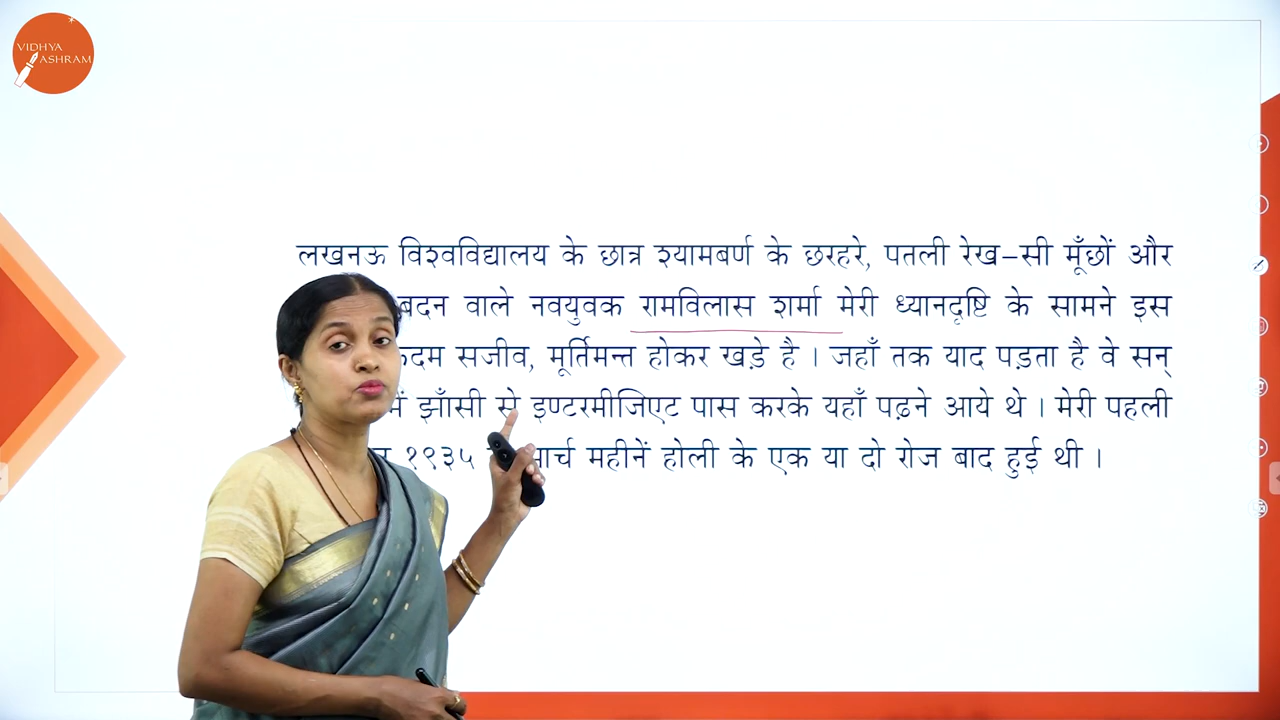 VIDHYA
ASHRAM
लखनऊ विश्वविद्यालय के छात्र श्यामबर्ण के छरहरे, पतली रेख-सी मूँछों और
बदन वाले नवयुवक रामविलास शर्मा मेरी ध्यानदृष्टि के सामने इस
सजीव, मूर्तिमन्त होकर खड़े है । जहाँ तक याद पड़ता है वे सन्
में झाँसी से इण्टरमीजिएट पास करके यहाँ पढ़ने आये थे । मेरी पहली
१९३५ मार्च महीनें होली के एक या दो रोज बाद हुई थी ।